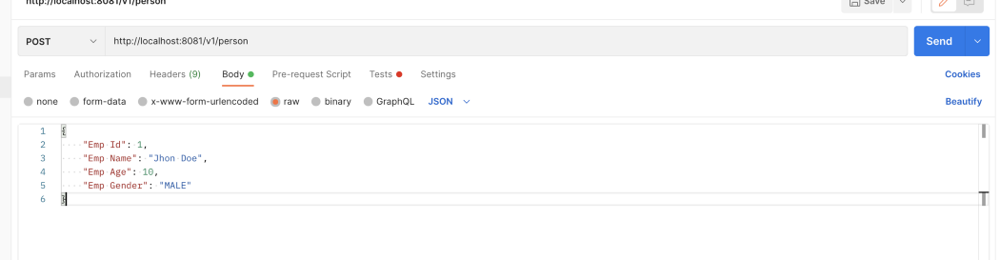 http://localhost:8081/v1/person
Save
POST http://localhost:8081/v1/person Send
Params Authorization Headers (9) Body Pre-request Script Tests Settings Cookies
none form-data x-www-form-urlencoded raw binary GraphQL JSON Beautify
1 {
2 "Emp Id": 1,
3 "Emp Name": "Jhon Doe",
4 "Emp Age": 10,
5 "Emp Gender": "MALE"
6 }